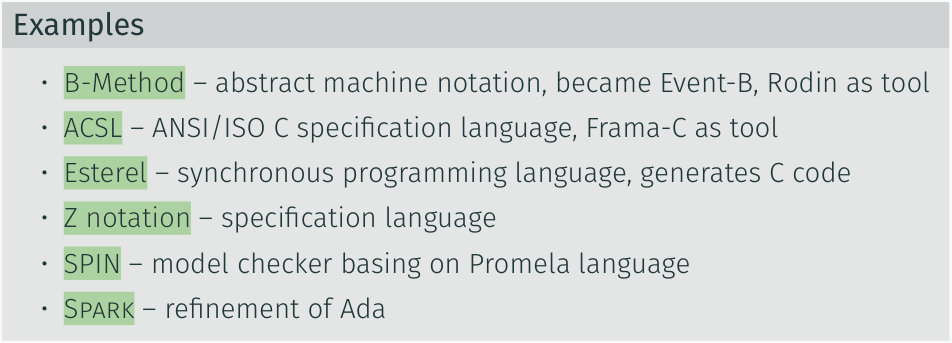 Examples
• B-Method – abstract machine notation, became Event-B, Rodin as tool
• ACSL – ANSI/ISO C specification language, Frama-C as tool
• Esterel – synchronous programming language, generates C code
• Z notation – specification language
• SPIN – model checker basing on Promela language
• SPARK – refinement of Ada